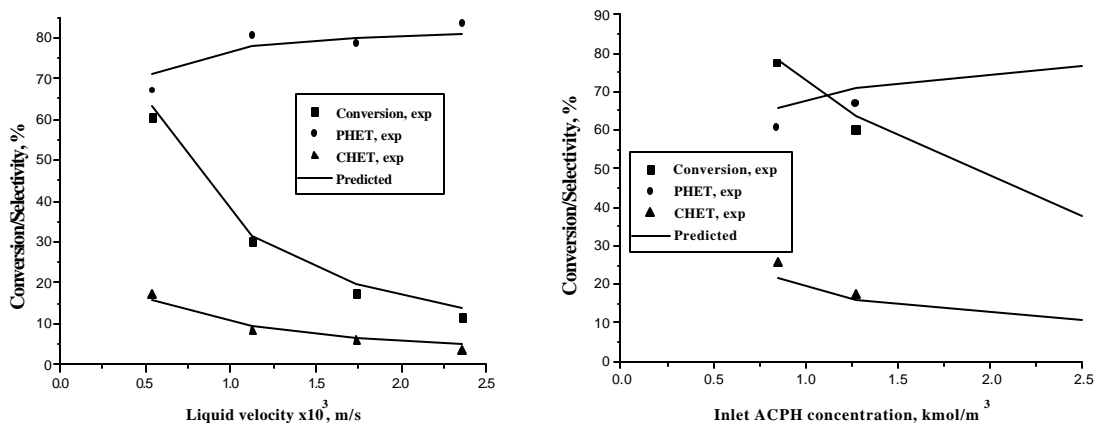 80
70
60
50
40
30
20
10
0
0.0 0.5 1.0 1.5 2.0 2.5
Conversion/Selectivity, %
Liquid velocity x10³, m/s
Conversion, exp
PHET, exp
CHET, exp
Predicted
90
80
70
60
50
40
30
20
10
0
0.0 0.5 1.0 1.5 2.0 2.5
Conversion/Selectivity, %
Inlet ACPH concentration, kmol/m³
Conversion, exp
PHET, exp
CHET, exp
Predicted